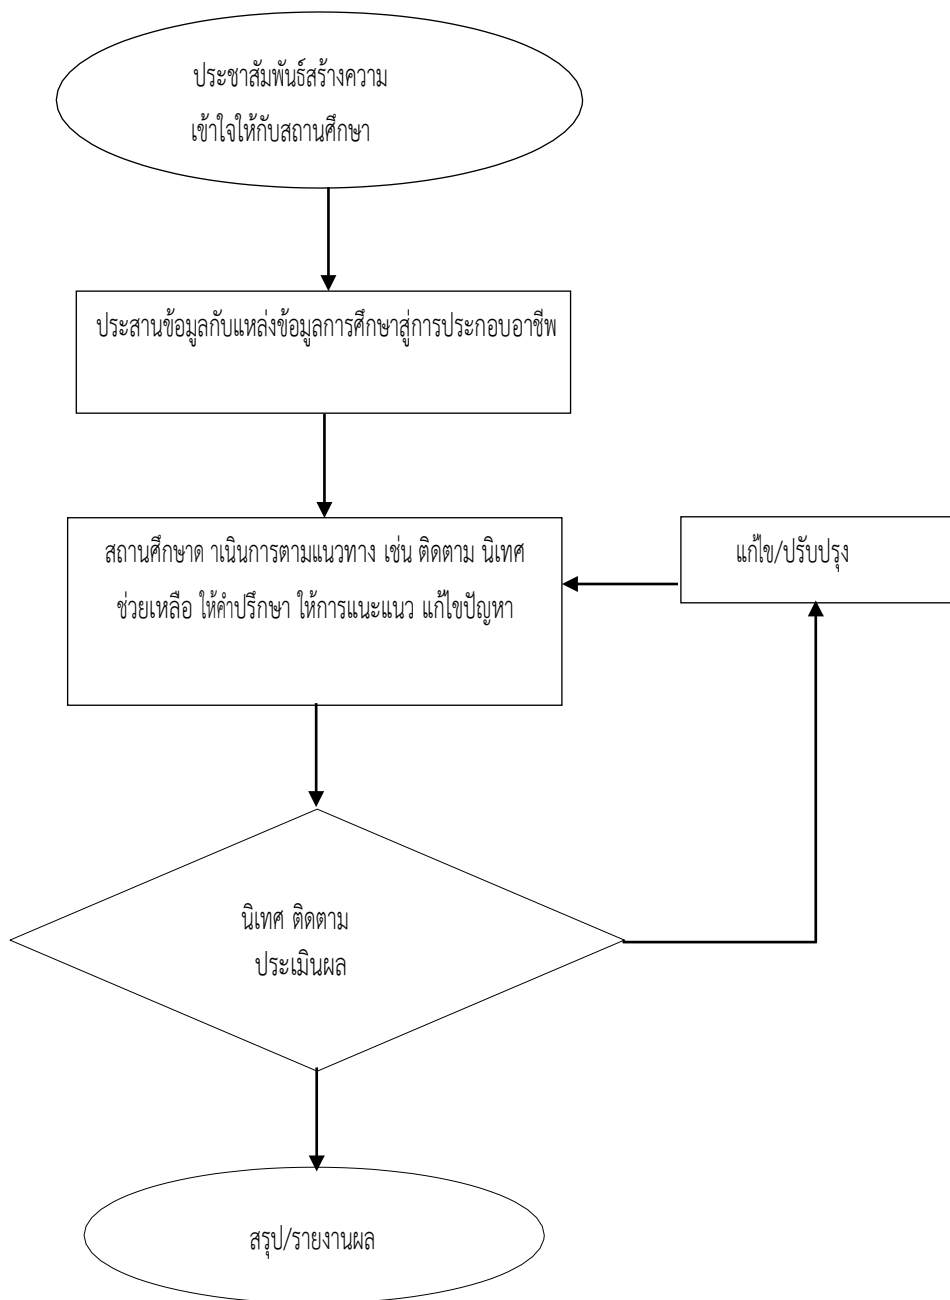 ประชาสัมพันธ์สร้างความ
เข้าใจให้กับสถานศึกษา
ประสานข้อมูลกับแหล่งข้อมูลการศึกษาสู่การประกอบอาชีพ
สถานศึกษาด าเนินการตามแนวทาง เช่น ติดตาม นิเทศ
ช่วยเหลือ ให้คำปรึกษา ให้การแนะแนว แก้ไขปัญหา
แก้ไข/ปรับปรุง
นิเทศ ติดตาม
ประเมินผล
สรุป/รายงานผล